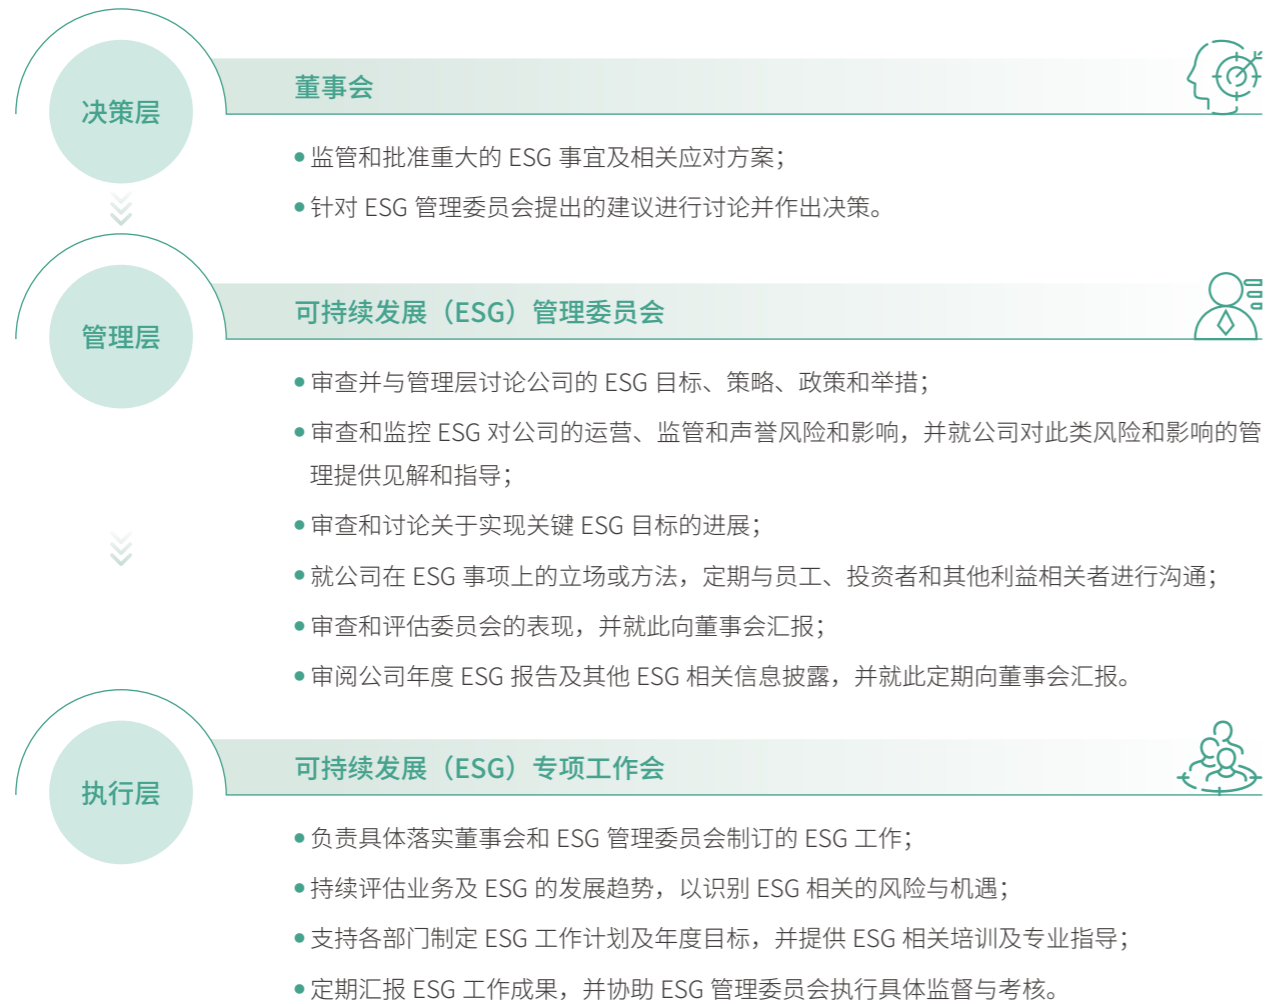 决策层
董事会
●监管和批准重大的 ESG 事宜及相关应对方案；
●针对 ESG 管理委员会提出的建议进行讨论并作出决策。
管理层
可持续发展（ESG）管理委员会
●审查并与管理层讨论公司的 ESG 目标、策略、政策和举措；
●审查和监控 ESG 对公司的运营、监管和声誉风险和影响，并就公司对此类风险和影响的管
理提供见解和指导；
●审查和讨论关于实现关键 ESG 目标的进展；
●就公司在 ESG 事项上的立场或方法，定期与员工、投资者和其他利益相关者进行沟通；
●审查和评估委员会的表现，并就此向董事会汇报；
●审阅公司年度 ESG 报告及其他 ESG 相关信息披露，并就此定期向董事会汇报。
执行层
可持续发展（ESG）专项工作会
●负责具体落实董事会和 ESG 管理委员会制订的 ESG 工作；
●持续评估业务及 ESG 的发展趋势，以识别 ESG 相关的风险与机遇；
●支持各部门制定 ESG 工作计划及年度目标，并提供 ESG 相关培训及专业指导；
●定期汇报 ESG 工作成果，并协助 ESG 管理委员会执行具体监督与考核。